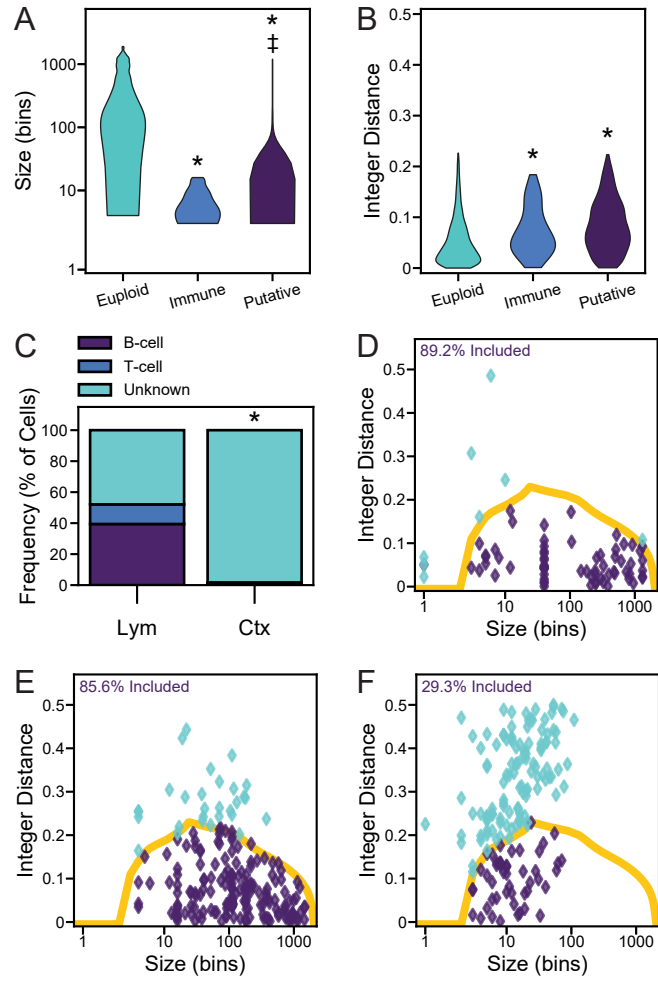 A
Size (bins)
1000
100
10
1
*
*
‡
Euploid
Immune
Putative
B
Integer Distance
0.5
0.4
0.3
0.2
0.1
0
*
*
Euploid
Immune
Putative
C
B-cell
T-cell
Unknown
Frequency (% of Cells)
100
80
60
40
20
0
*
Lym
Ctx
D
89.2% Included
Integer Distance
0.5
0.4
0.3
0.2
0.1
0
1
10
100
1000
Size (bins)
E
85.6% Included
Integer Distance
0.5
0.4
0.3
0.2
0.1
0
1
10
100
1000
Size (bins)
F
29.3% Included
Integer Distance
0.5
0.4
0.3
0.2
0.1
0
1
10
100
1000
Size (bins)